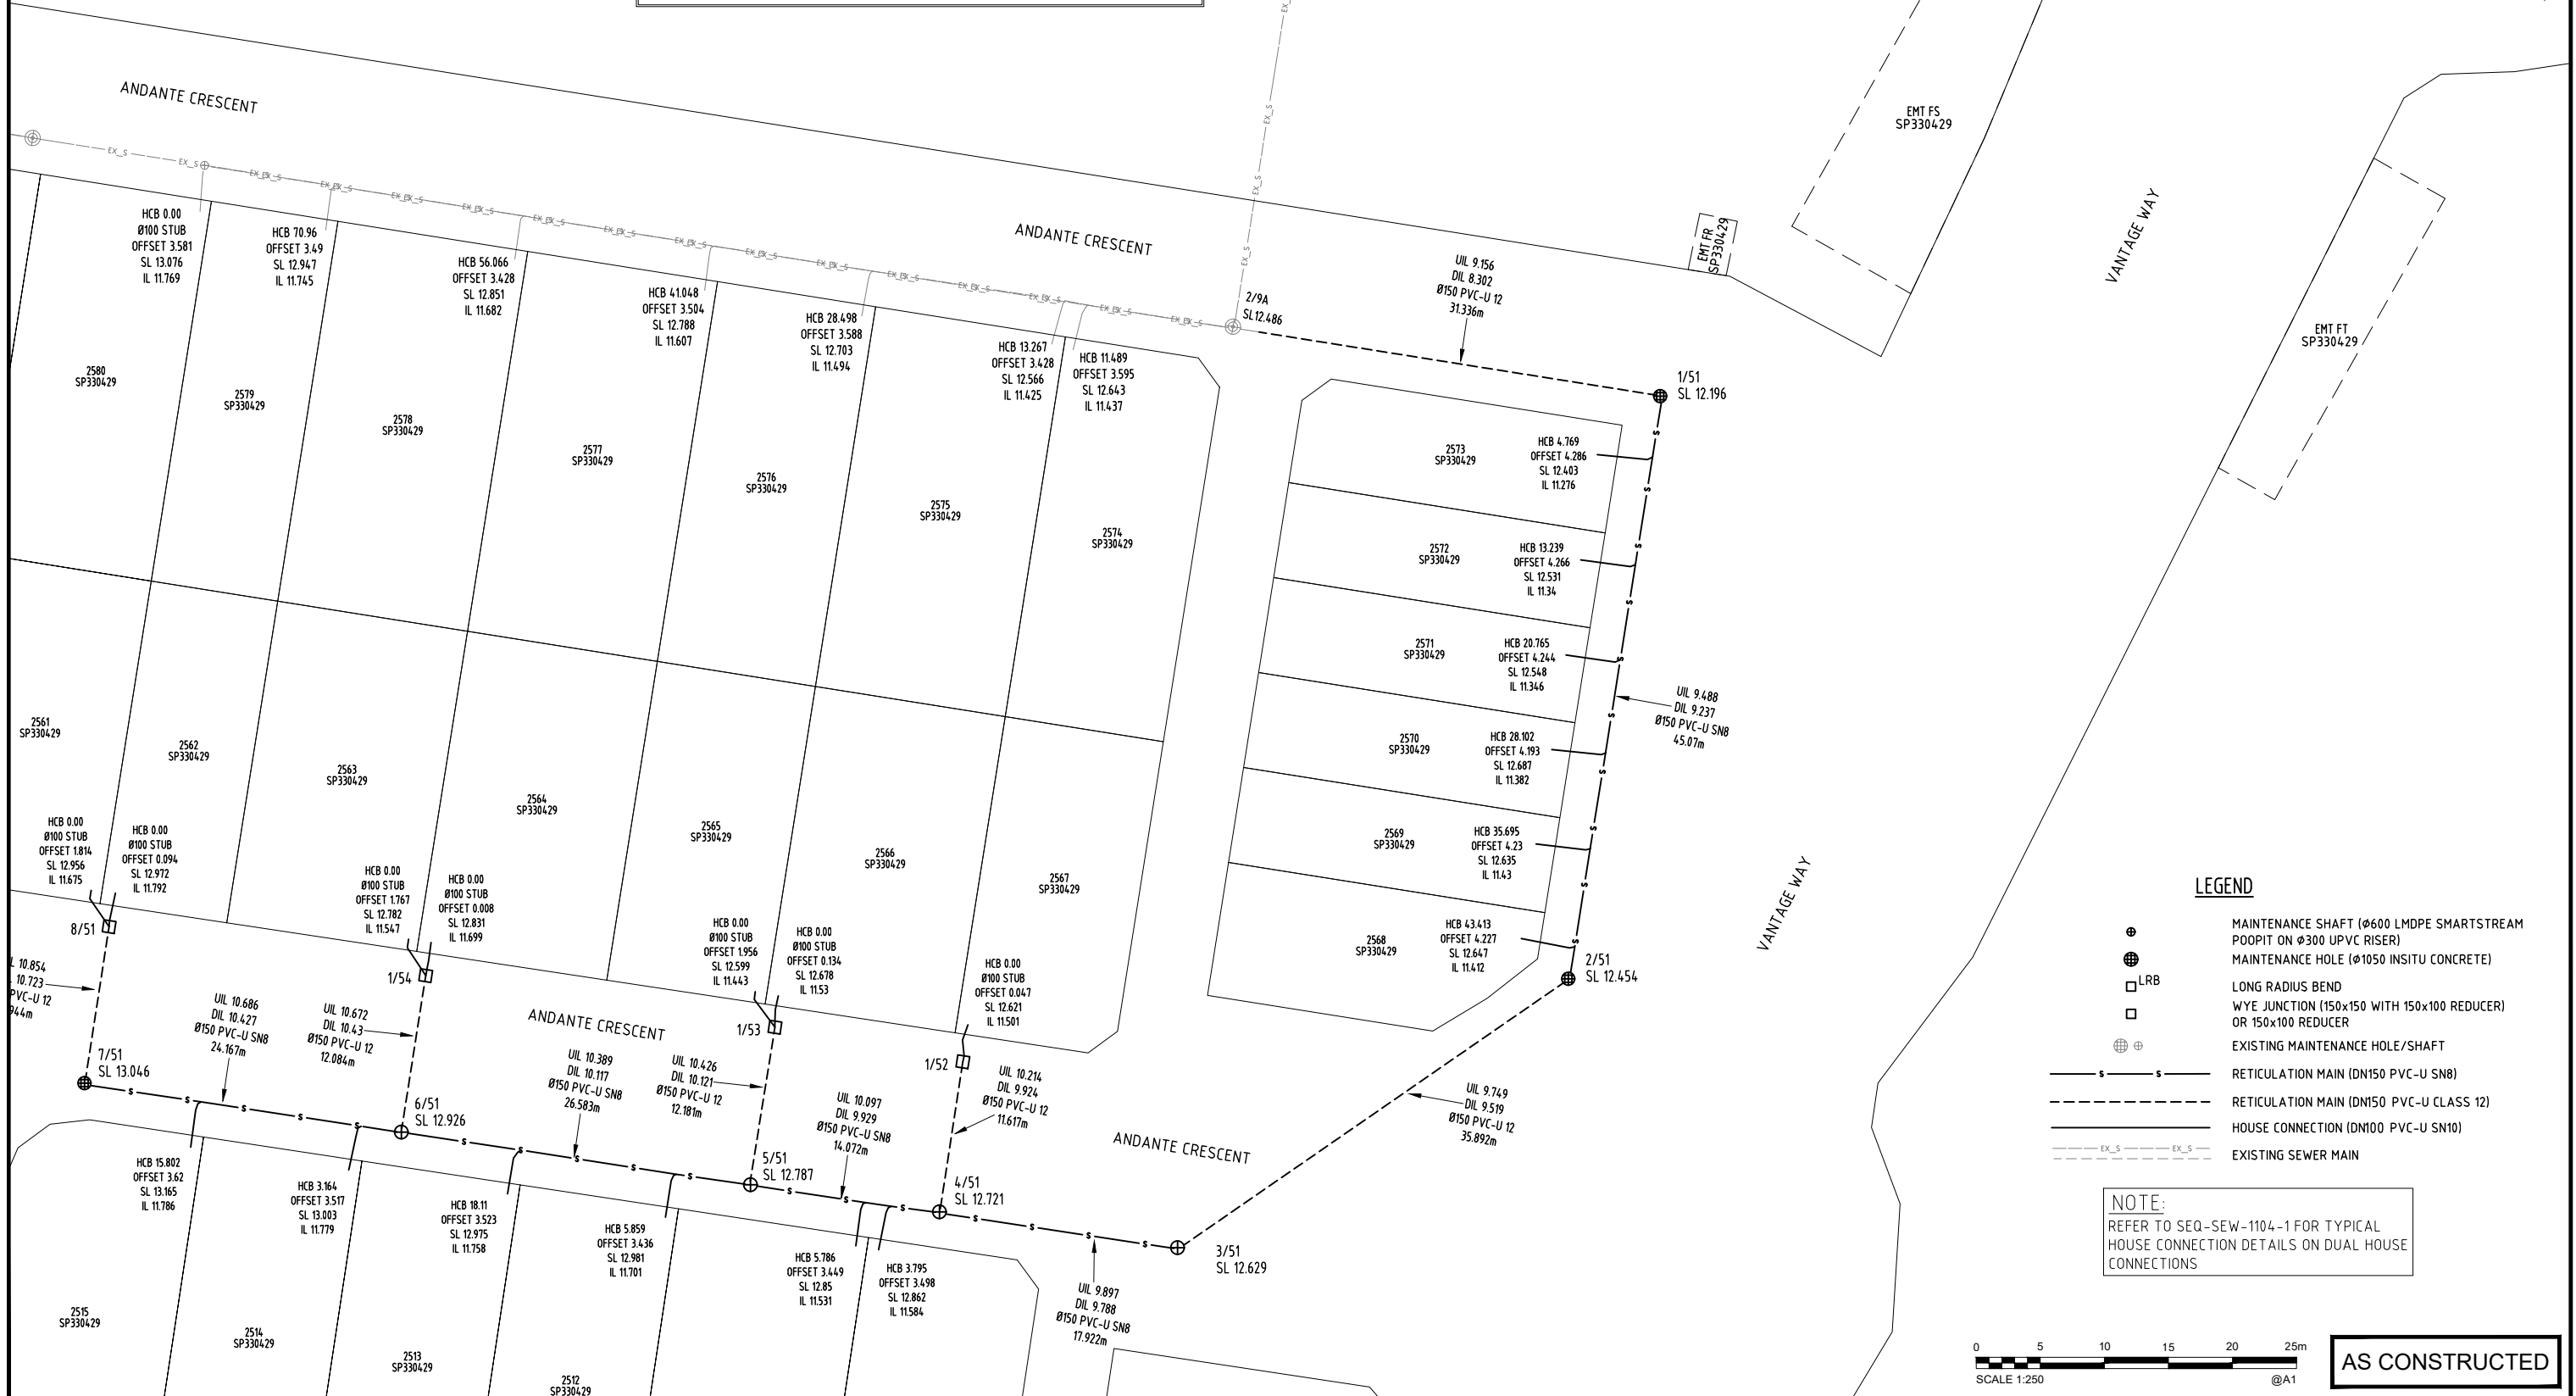 ANDANTE CRESCENT
EX_S
EX_S
HCB 0.00
Ø100 STUB
OFFSET 3.581
SL 13.076
IL 11.769
HCB 70.96
OFFSET 3.49
SL 12.947
IL 11.745
HCB 56.066
OFFSET 3.428
SL 12.851
IL 11.682
HCB 41.048
OFFSET 3.504
SL 12.788
IL 11.607
HCB 28.498
OFFSET 3.588
SL 12.703
IL 11.494
HCB 13.267
OFFSET 3.428
SL 12.566
IL 11.425
HCB 11.489
OFFSET 3.595
SL 12.643
IL 11.437
ANDANTE CRESCENT
EX_S
EX_S
EX_S
2/9A
SL12.486
UIL 9.156
DIL 8.302
Ø150 PVC-U 12
31.336m
EMT FR
SP330429
EMT FS
SP330429
VANTAGE WAY
EMT FT
SP330429
1/51
SL 12.196
2580
SP330429
2579
SP330429
2578
SP330429
2577
SP330429
2576
SP330429
2575
SP330429
2574
SP330429
2573
SP330429
HCB 4.769
OFFSET 4.286
SL 12.403
IL 11.276
2572
SP330429
HCB 13.239
OFFSET 4.266
SL 12.531
IL 11.34
2571
SP330429
HCB 20.765
OFFSET 4.244
SL 12.548
IL 11.346
2570
SP330429
HCB 28.102
OFFSET 4.193
SL 12.687
IL 11.382
2569
SP330429
HCB 35.695
OFFSET 4.23
SL 12.635
IL 11.43
2568
SP330429
HCB 43.413
OFFSET 4.227
SL 12.647
IL 11.412
UIL 9.488
DIL 9.237
Ø150 PVC-U SN8
45.07m
2/51
SL 12.454
VANTAGE WAY
2561
SP330429
2562
SP330429
2563
SP330429
2564
SP330429
2565
SP330429
2566
SP330429
2567
SP330429
HCB 0.00
Ø100 STUB
OFFSET 1.814
SL 12.956
IL 11.675
HCB 0.00
Ø100 STUB
OFFSET 0.094
SL 12.972
IL 11.792
HCB 0.00
Ø100 STUB
OFFSET 1.767
SL 12.782
IL 11.547
HCB 0.00
Ø100 STUB
OFFSET 0.008
SL 12.831
IL 11.699
HCB 0.00
Ø100 STUB
OFFSET 1.956
SL 12.599
IL 11.443
HCB 0.00
Ø100 STUB
OFFSET 0.134
SL 12.678
IL 11.53
HCB 0.00
Ø100 STUB
OFFSET 0.047
SL 12.621
IL 11.501
8/51
1/54
1/53
1/52
L 10.854
10.723
PVC-U 12
944m
UIL 10.686
DIL 10.427
Ø150 PVC-U SN8
24.167m
UIL 10.672
DIL 10.43
Ø150 PVC-U 12
12.084m
ANDANTE CRESCENT
UIL 10.389
DIL 10.117
Ø150 PVC-U SN8
26.583m
UIL 10.426
DIL 10.121
Ø150 PVC-U 12
12.181m
UIL 10.097
DIL 9.929
Ø150 PVC-U SN8
14.072m
UIL 10.214
DIL 9.924
Ø150 PVC-U 12
11.617m
ANDANTE CRESCENT
UIL 9.749
DIL 9.519
Ø150 PVC-U 12
35.892m
7/51
SL 13.046
6/51
SL 12.926
5/51
SL 12.787
4/51
SL 12.721
3/51
SL 12.629
HCB 15.802
OFFSET 3.62
SL 13.165
IL 11.786
HCB 3.164
OFFSET 3.517
SL 13.003
IL 11.779
HCB 18.11
OFFSET 3.523
SL 12.975
IL 11.758
HCB 5.859
OFFSET 3.436
SL 12.981
IL 11.701
HCB 5.786
OFFSET 3.449
SL 12.85
IL 11.531
HCB 3.795
OFFSET 3.498
SL 12.862
IL 11.584
UIL 9.897
DIL 9.788
Ø150 PVC-U SN8
17.922m
2515
SP330429
2514
SP330429
2513
SP330429
2512
SP330429
LEGEND
MAINTENANCE SHAFT (Ø600 LMDPE SMARTSTREAM
POOPIT ON Ø300 UPVC RISER)
MAINTENANCE HOLE (Ø1050 INSITU CONCRETE)
LRB LONG RADIUS BEND
WYE JUNCTION (150x150 WITH 150x100 REDUCER)
OR 150x100 REDUCER
EXISTING MAINTENANCE HOLE/SHAFT
S S RETICULATION MAIN (DN150 PVC-U SN8)
RETICULATION MAIN (DN150 PVC-U CLASS 12)
HOUSE CONNECTION (DN100 PVC-U SN10)
EX_S EX_S EXISTING SEWER MAIN
NOTE:
REFER TO SEQ-SEW-1104-1 FOR TYPICAL
HOUSE CONNECTION DETAILS ON DUAL HOUSE
CONNECTIONS
0 5 10 15 20 25m
SCALE 1:250 @A1
AS CONSTRUCTED